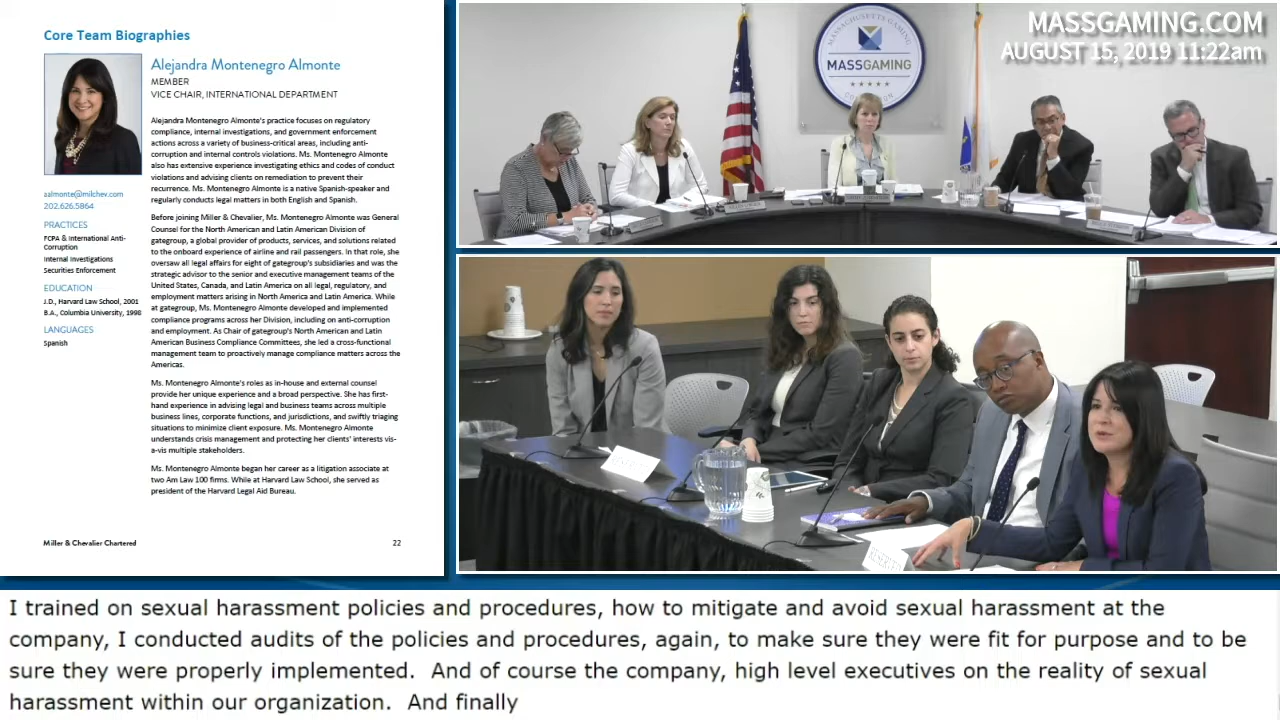 Core Team Biographies
Alejandra Montenegro Almonte
MEMBER
VICE CHAIR, INTERNATIONAL DEPARTMENT
aalmonte@milchev.com
202.626.5864
PRACTICES
FCPA & International Anti-
Corruption
Internal Investigations
Securities Enforcement
EDUCATION
J.D., Harvard Law School, 2001
B.A., Columbia University, 1998
LANGUAGES
Spanish
Alejandra Montenegro Almonte's practice focuses on regulatory
compliance, internal investigations, and government enforcement
actions across a variety of business-critical areas, including anti-
corruption and internal controls violations. Ms. Montenegro Almonte
also has extensive experience investigating ethics and codes of conduct
violations and advising clients on remediation to prevent their
recurrence. Ms. Montenegro Almonte is a native Spanish-speaker and
regularly conducts legal matters in both English and Spanish.
Before joining Miller & Chevalier, Ms. Montenegro Almonte was General
Counsel for the North American and Latin American Division of
gategroup, a global provider of products, services, and solutions related
to the onboard experience of airline and rail passengers. In that role, she
oversaw all legal affairs for eight of gategroup's subsidiaries and was the
strategic advisor to the senior and executive management teams of the
United States, Canada, and Latin America on all legal, regulatory, and
employment matters arising in North America and Latin America. While
at gategroup, Ms. Montenegro Almonte developed and implemented
compliance programs across her Division, including on anti-corruption
and employment. As Chair of gategroup's North American and Latin
American Business Compliance Committees, she led a cross-functional
management team to proactively manage compliance matters across the
Americas.
Ms. Montenegro Almonte's roles as in-house and external counsel
provide her unique experience and a broad perspective. She has first-
hand experience in advising legal and business teams across multiple
business lines, corporate functions, and jurisdictions, and swiftly triaging
situations to minimize client exposure. Ms. Montenegro Almonte
understands crisis management and protecting her clients' interests vis-
a-vis multiple stakeholders.
Ms. Montenegro Almonte began her career as a litigation associate at
two Am Law 100 firms. While at Harvard Law School, she served as
president of the Harvard Legal Aid Bureau.
Miller & Chevalier Chartered
22
MASSGAMING.COM
AUGUST 15, 2019 11:22am
MASSACHUSETTS GAMING
MASSGAMING
RESERVED
I trained on sexual harassment policies and procedures, how to mitigate and avoid sexual harassment at the
company, I conducted audits of the policies and procedures, again, to make sure they were fit for purpose and to be
sure they were properly implemented.  And of course the company, high level executives on the reality of sexual
harassment within our organization.  And finally